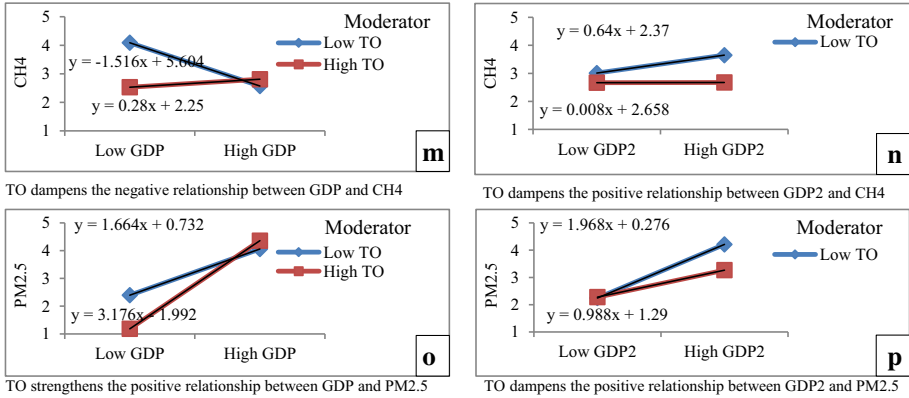 5
4
3
2
1
CH4
Moderator
Low TO
High TO
y = -1.516x + 5.604
y = 0.28x + 2.25
Low GDP High GDP
m
TO dampens the negative relationship between GDP and CH4
5
4
3
2
1
CH4
Moderator
Low TO
High TO
y = 0.64x + 2.37
y = 0.008x + 2.658
Low GDP2 High GDP2
n
TO dampens the positive relationship between GDP2 and CH4
5
4
3
2
1
PM2.5
Moderator
Low TO
High TO
y = 1.664x + 0.732
y = 3.176x - 1.992
Low GDP High GDP
o
TO strengthens the positive relationship between GDP and PM2.5
5
4
3
2
1
PM2.5
Moderator
Low TO
y = 1.968x + 0.276
y = 0.988x + 1.29
Low GDP2 High GDP2
p
TO dampens the positive relationship between GDP2 and PM2.5